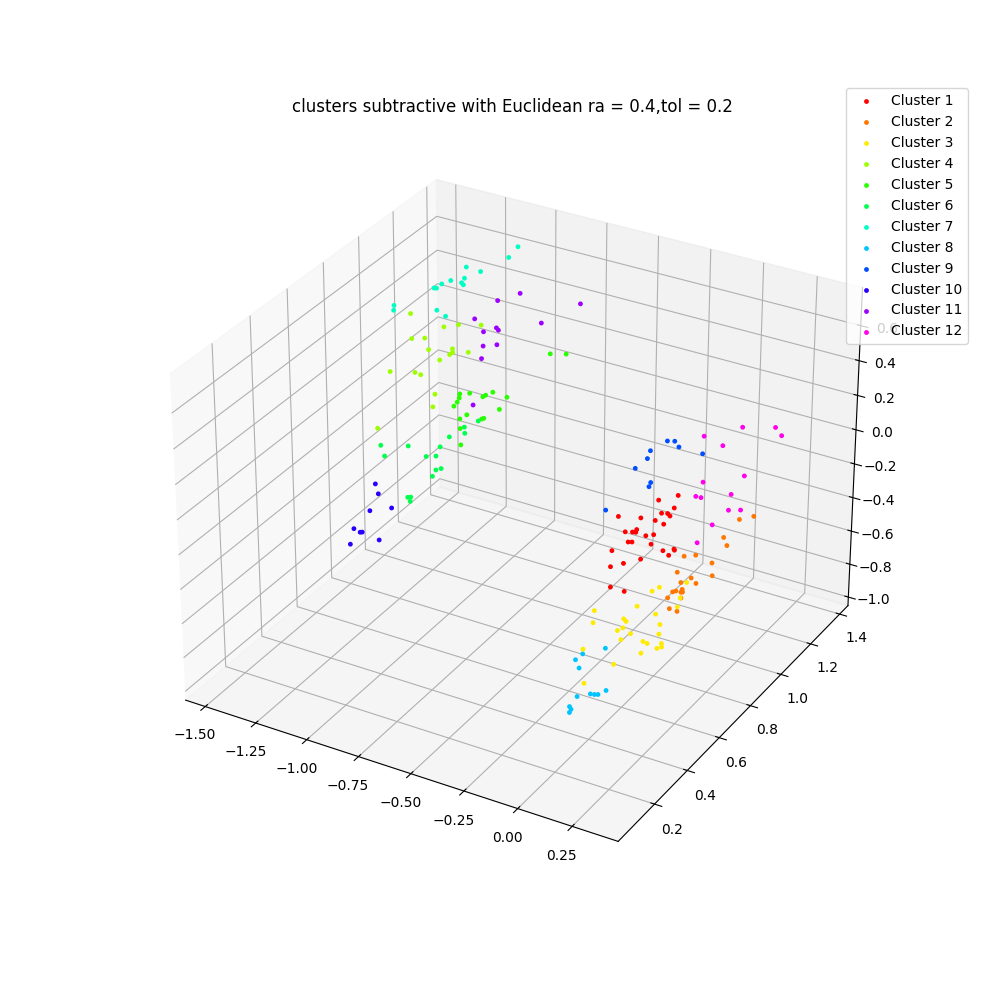 clusters subtractive with Euclidean ra = 0.4,tol = 0.2
Cluster 1
Cluster 2
Cluster 3
Cluster 4
Cluster 5
Cluster 6
Cluster 7
Cluster 8
Cluster 9
Cluster 10
Cluster 11
Cluster 12
0.4
0.2
0.0
−0.2
−0.4
−0.6
−0.8
−1.0
1.4
1.2
1.0
0.8
0.6
0.4
0.2
−1.50
−1.25
−1.00
−0.75
−0.50
−0.25
0.00
0.25